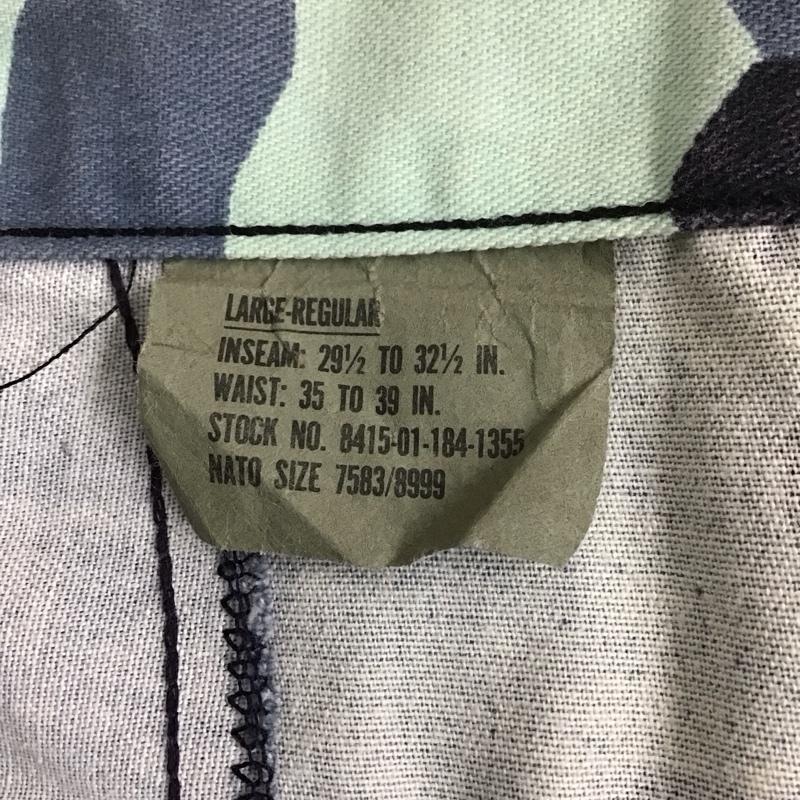 LARGE-REGULAR
INSEAM: 29½ TO 32½ IN.
WAIST: 35 TO 39 IN.
STOCK NO. 8415-01-184-1355
NATO SIZE 7583/8999